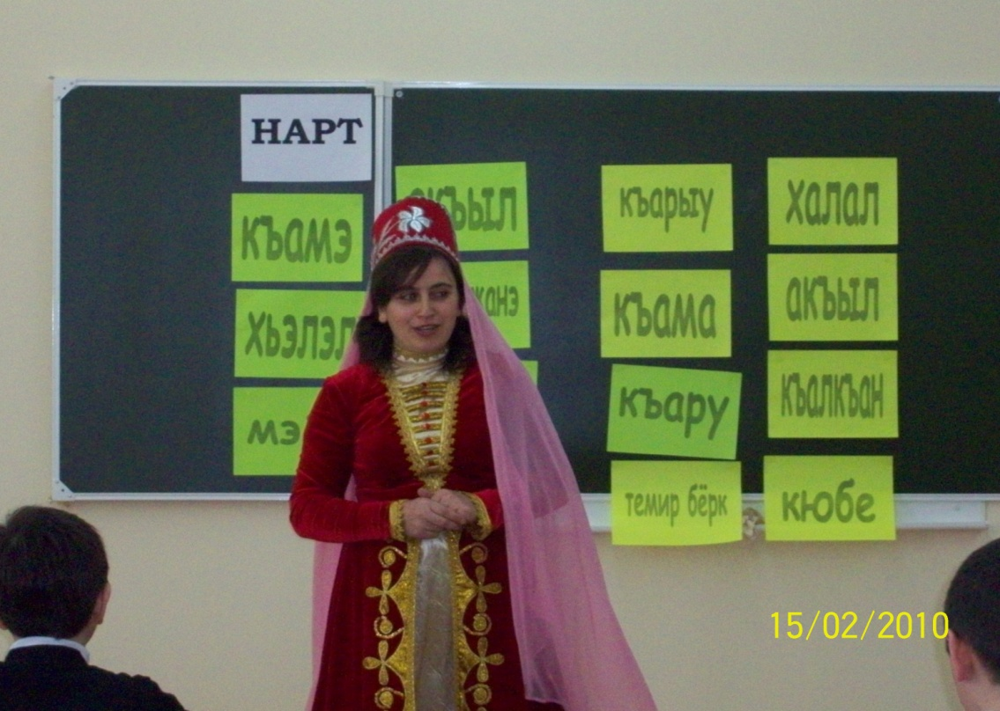 НАРТ
къамэ
хьэлэл
къарыу
къама
къару
темир бёрк
халал
акъыл
къалкъан
кюбе
15/02/2010